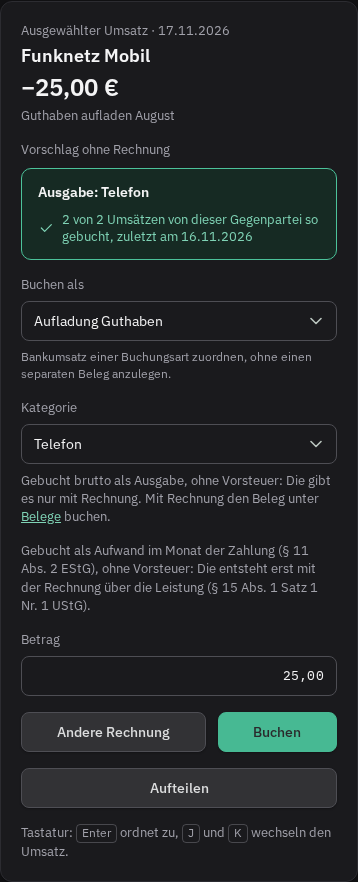 Ausgewählter Umsatz · 17.11.2026
Funknetz Mobil
−25,00 €
Guthaben aufladen August
Vorschlag ohne Rechnung
Ausgabe: Telefon
2 von 2 Umsätzen von dieser Gegenpartei so
gebucht, zuletzt am 16.11.2026
Buchen als
Aufladung Guthaben
Bankumsatz einer Buchungsart zuordnen, ohne einen
separaten Beleg anzulegen.
Kategorie
Telefon
Gebucht brutto als Ausgabe, ohne Vorsteuer: Die gibt
es nur mit Rechnung. Mit Rechnung den Beleg unter
Belege buchen.
Gebucht als Aufwand im Monat der Zahlung (§ 11
Abs. 2 EStG), ohne Vorsteuer: Die entsteht erst mit
der Rechnung über die Leistung (§ 15 Abs. 1 Satz 1
Nr. 1 UStG).
Betrag
25,00
Andere Rechnung
Buchen
Aufteilen
Tastatur: Enter ordnet zu, J und K wechseln den
Umsatz.